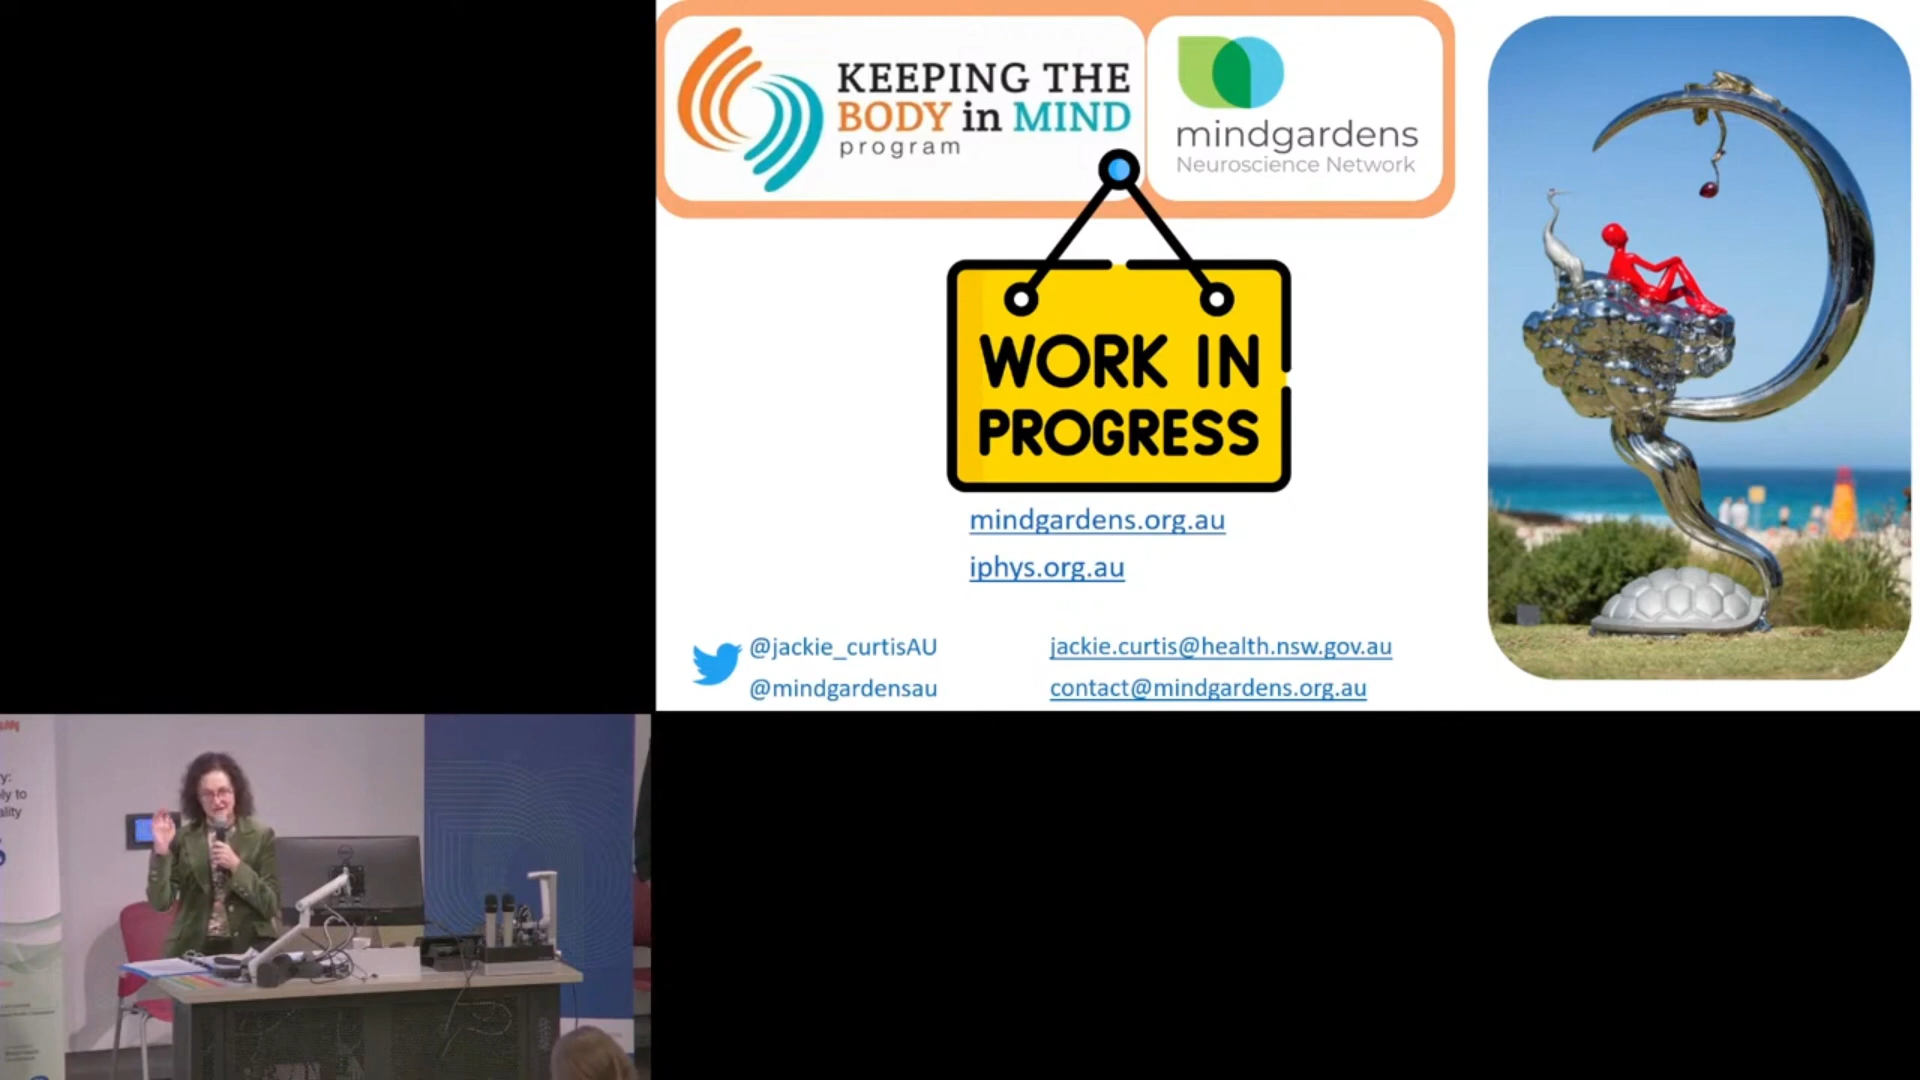 KEEPING THE
BODY in MIND
program
mindgardens
Neuroscience Network
WORK IN
PROGRESS
mindgardens.org.au
iphys.org.au
@jackie_curtisAU
@mindgardensau
jackie.curtis@health.nsw.gov.au
contact@mindgardens.org.au